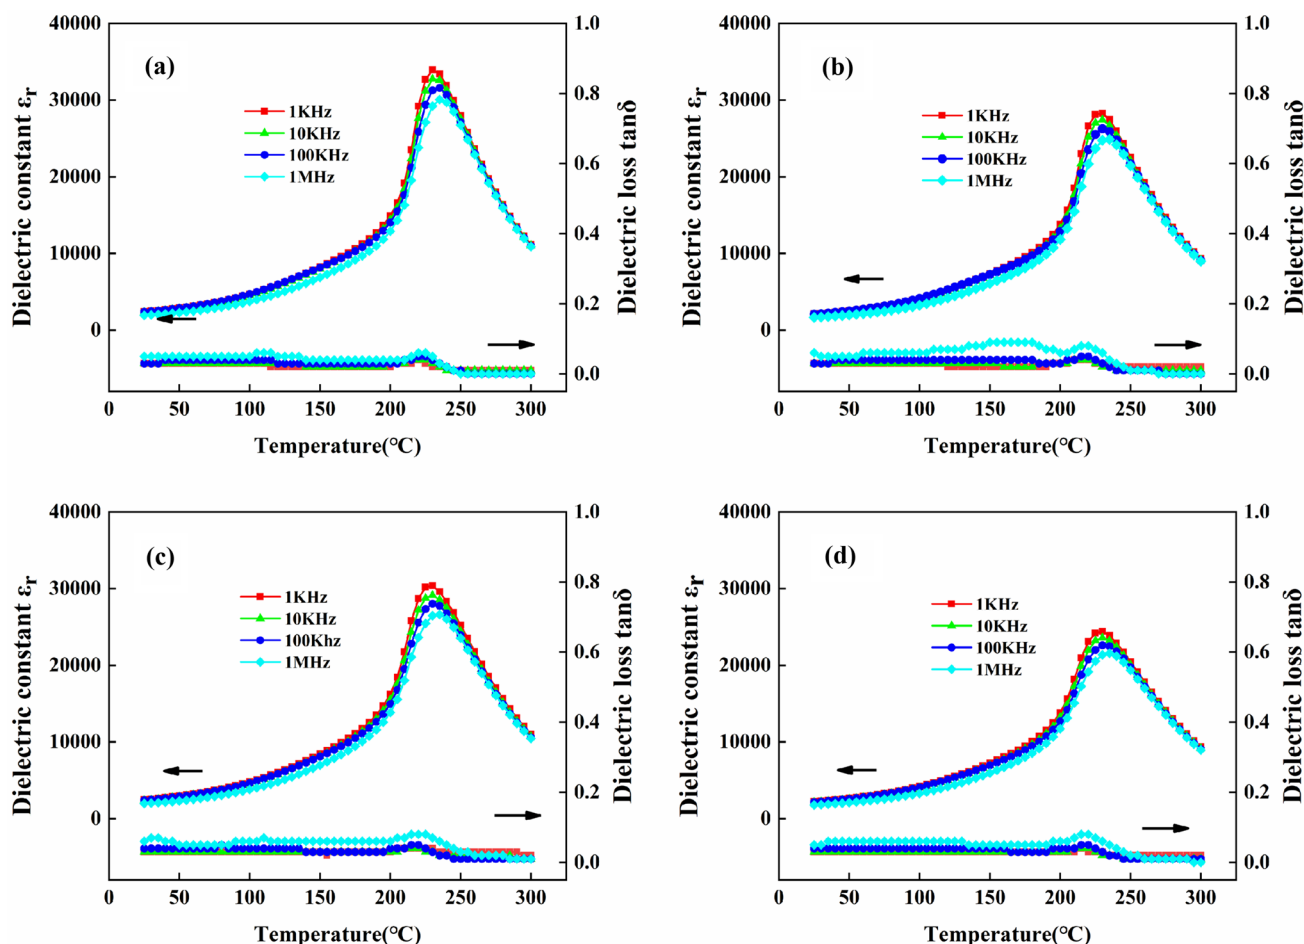 (a)
Dielectric constant εr
40000
30000
20000
10000
0
1KHz
10KHz
100KHz
1MHz
1.0
0.8
0.6
0.4
0.2
0.0
Dielectric loss tanδ
0 50 100 150 200 250 300
Temperature(℃)
(b)
Dielectric constant εr
40000
30000
20000
10000
0
1KHz
10KHz
100KHz
1MHz
1.0
0.8
0.6
0.4
0.2
0.0
Dielectric loss tanδ
0 50 100 150 200 250 300
Temperature(℃)
(c)
Dielectric constant εr
40000
30000
20000
10000
0
1KHz
10KHz
100Khz
1MHz
1.0
0.8
0.6
0.4
0.2
0.0
Dielectric loss tanδ
0 50 100 150 200 250 300
Temperature(℃)
(d)
Dielectric constant εr
40000
30000
20000
10000
0
1KHz
10KHz
100KHz
1MHz
1.0
0.8
0.6
0.4
0.2
0.0
Dielectric loss tanδ
0 50 100 150 200 250 300
Temperature(℃)